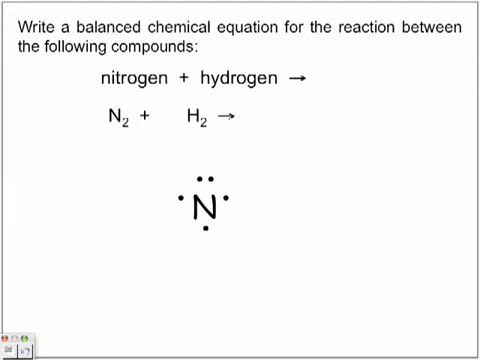 Write a balanced chemical equation for the reaction between
the following compounds:
nitrogen + hydrogen →
N₂ + H₂ →
N